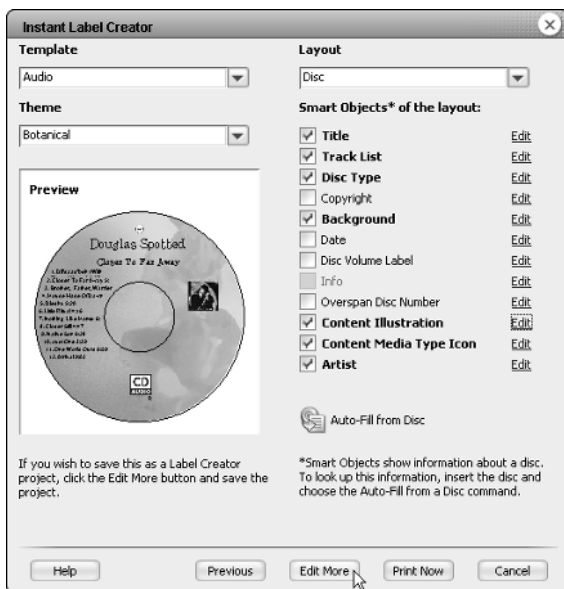 Instant Label Creator
Template
Audio
Theme
Botanical
Preview
Douglas Spotted
Closer To Far Away
CD
AUDIO
If you wish to save this as a Label Creator
project, click the Edit More button and save the
project.
Layout
Disc
Smart Objects* of the layout:
Title Edit
Track List Edit
Disc Type Edit
Copyright Edit
Background Edit
Date Edit
Disc Volume Label Edit
Info Edit
Overspan Disc Number Edit
Content Illustration Edit
Content Media Type Icon Edit
Artist Edit
Auto-Fill from Disc
*Smart Objects show information about a disc.
To look up this information, insert the disc and
choose the Auto-Fill from a Disc command.
Help Previous Edit More Print Now Cancel